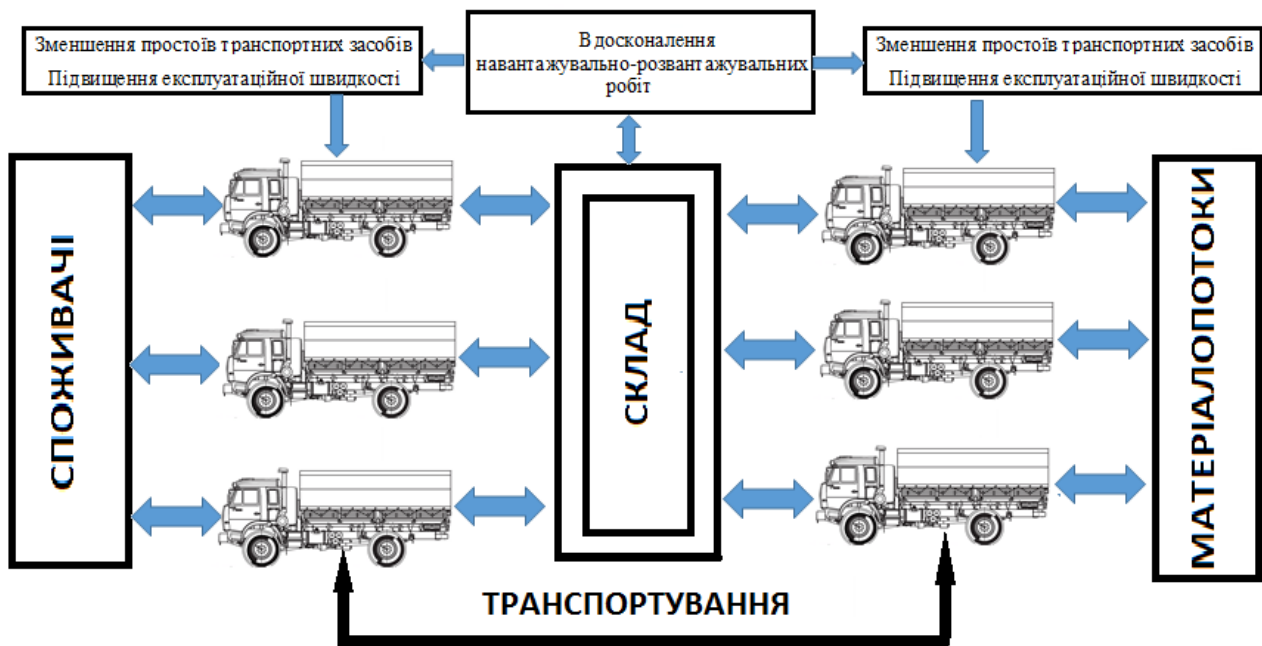 Зменшення простоїв транспортних засобів
Підвищення експлуатаційної швидкості
Вдосконалення
навантажувально-розвантажувальних
робіт
Зменшення простоїв транспортних засобів
Підвищення експлуатаційної швидкості
СПОЖИВАЧІ
СКЛАД
МАТЕРІАЛОПОТОКИ
ТРАНСПОРТУВАННЯ